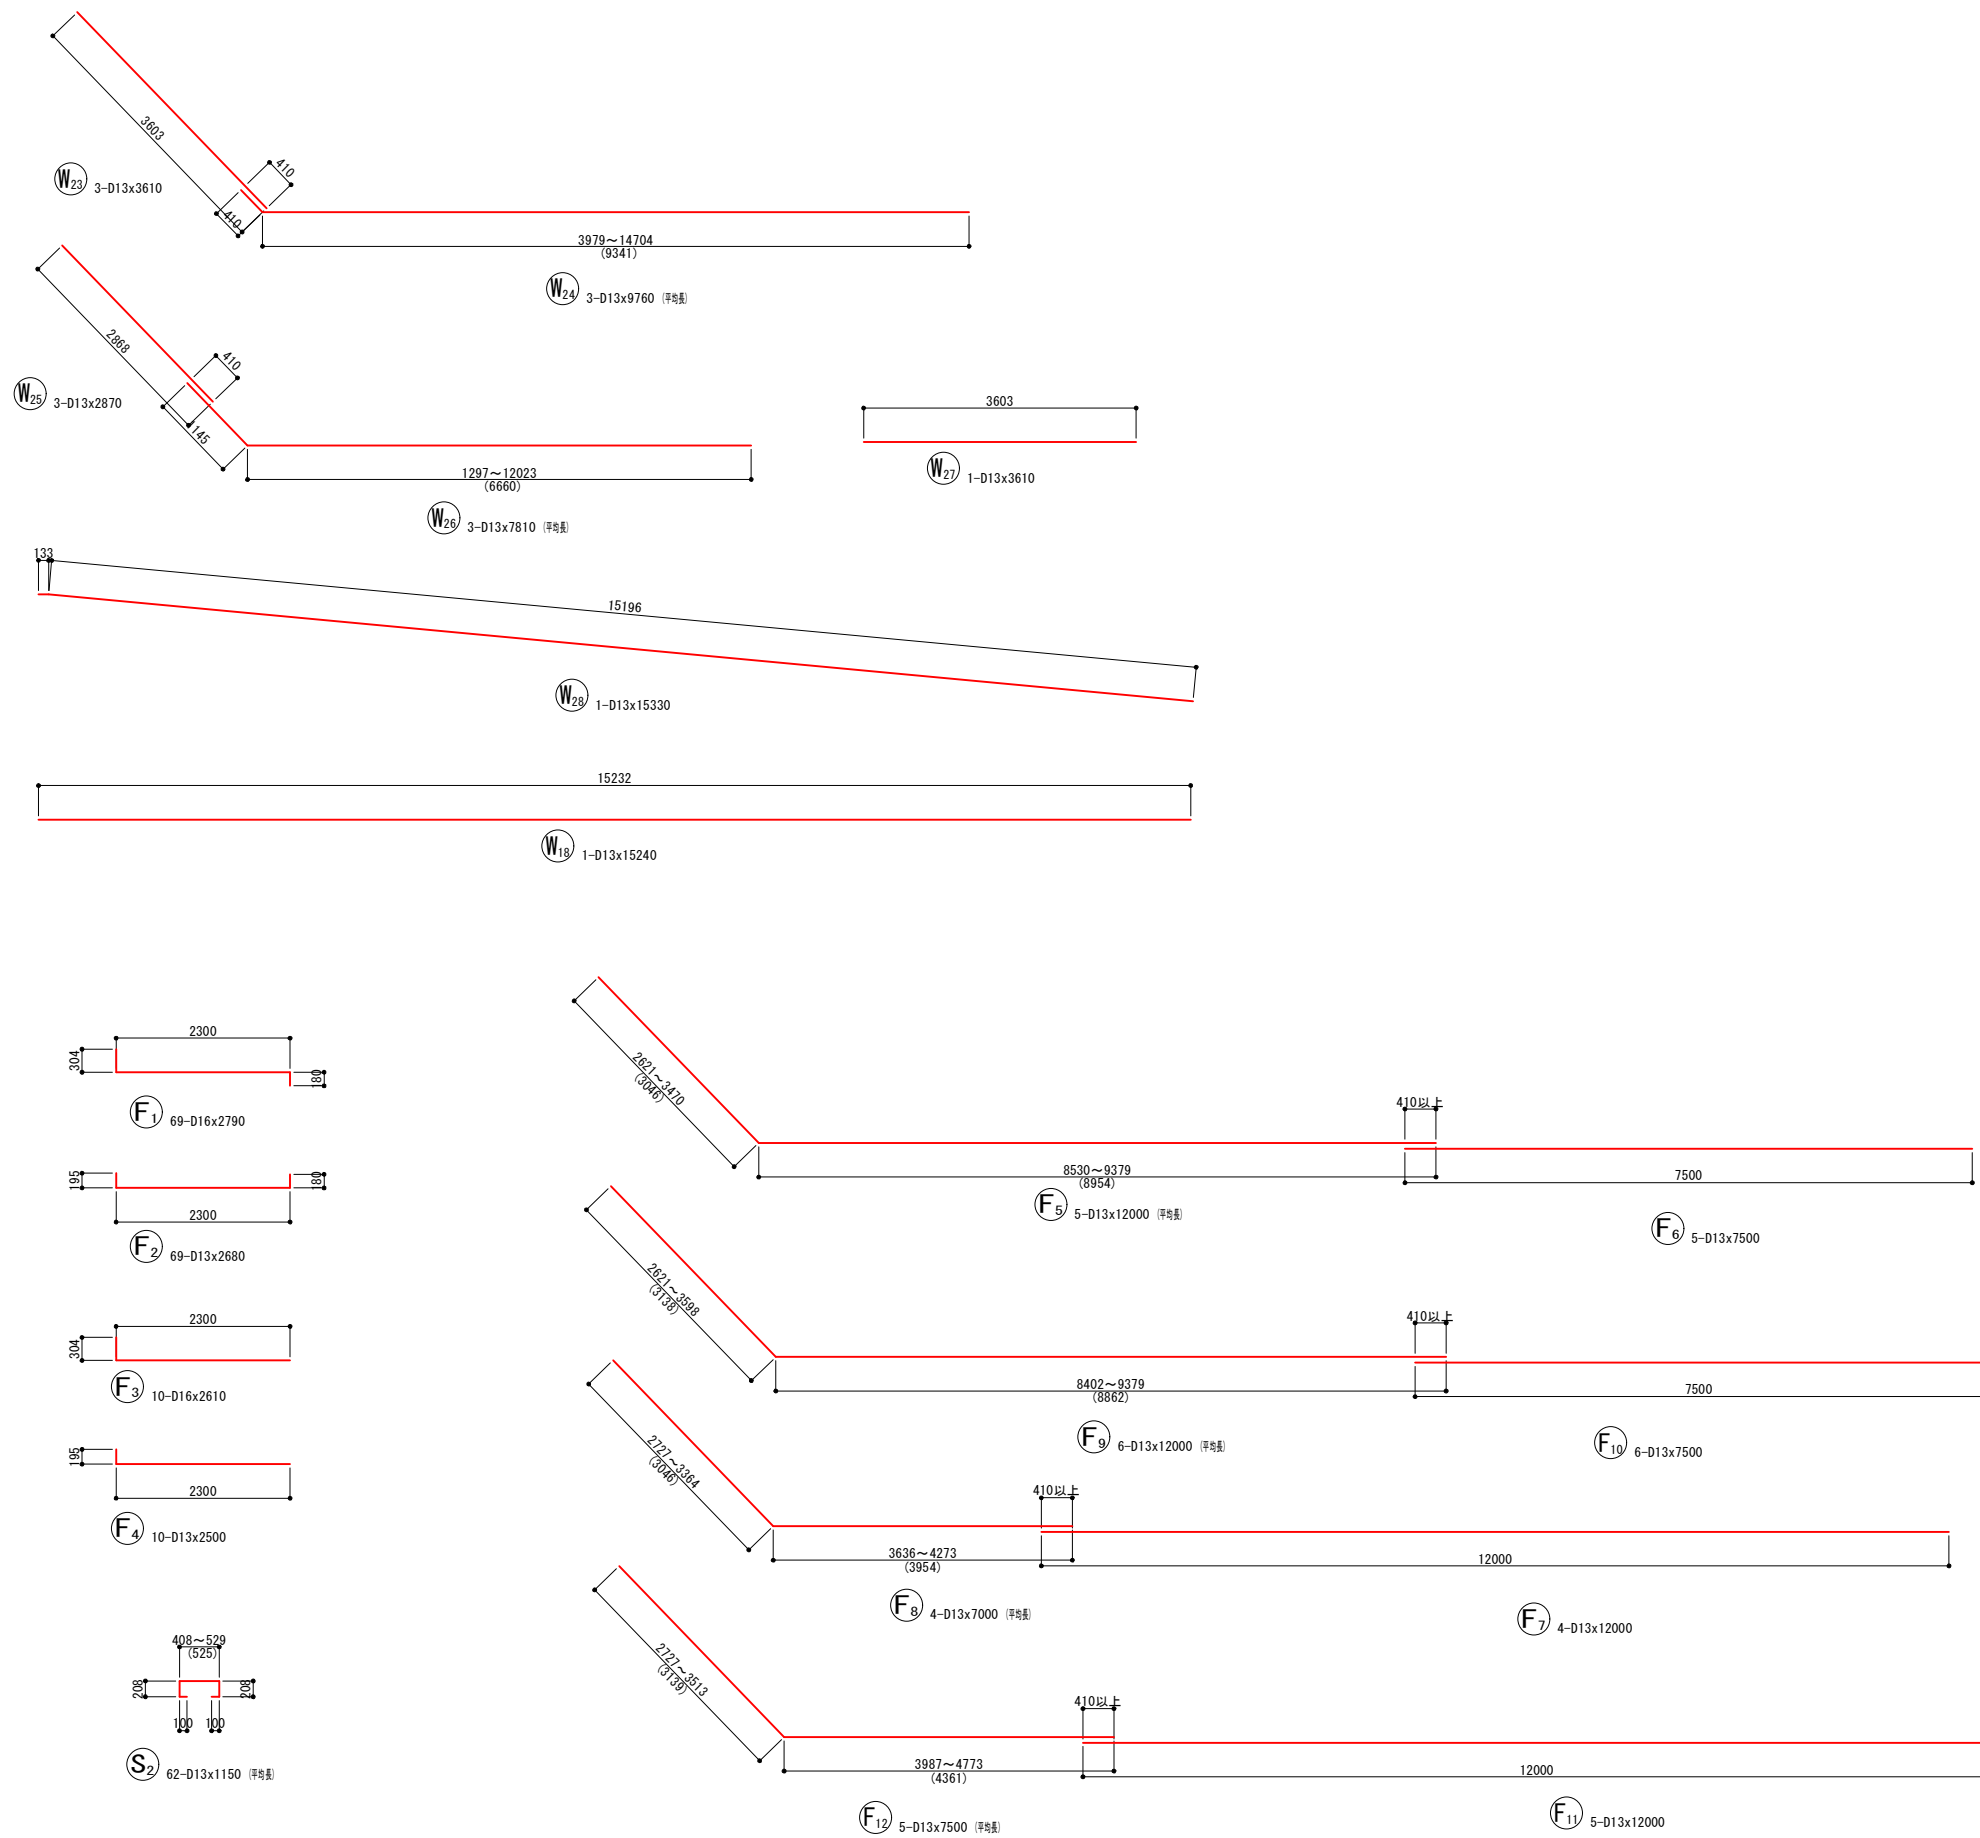 3603
410
410
W23 3-D13x3610
3979～14704
(9341)
W24 3-D13x9760 (平均長)
2868
410
1145
W25 3-D13x2870
1297～12023
(6660)
W26 3-D13x7810 (平均長)
3603
W27 1-D13x3610
133
15196
W28 1-D13x15330
15232
W18 1-D13x15240
2300
304
180
F1 69-D16x2790
195
180
2300
F2 69-D13x2680
2300
304
F3 10-D16x2610
195
2300
F4 10-D13x2500
408～529
(525)
208
208
100
100
S2 62-D13x1150 (平均長)
2621～3470
(3046)
410以上
8530～9379
(8954)
7500
F5 5-D13x12000 (平均長)
F6 5-D13x7500
2621～3598
(3138)
410以上
8402～9379
(8862)
7500
F9 6-D13x12000 (平均長)
F10 6-D13x7500
2727～3364
(3046)
410以上
3636～4273
(3954)
12000
F8 4-D13x7000 (平均長)
F7 4-D13x12000
2727～3513
(3139)
410以上
3987～4773
(4361)
12000
F12 5-D13x7500 (平均長)
F11 5-D13x12000